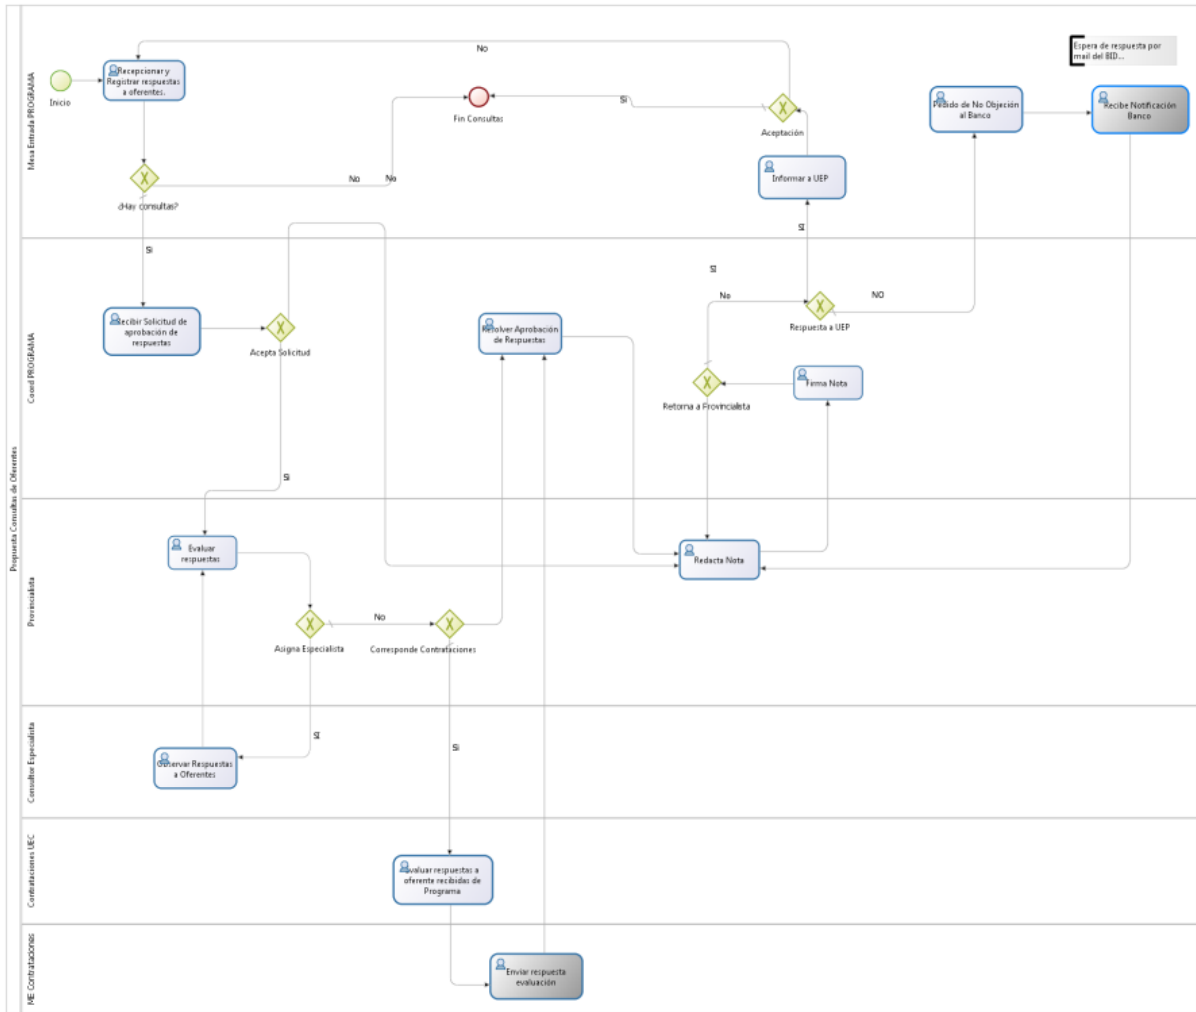 Propuesta Consultas de Oferentes
Mesa Entrada PROGRAMA
Inicio
Recepcionar y
Registrar respuestas
a oferentes.
¿Hay consultas?
No
No
No
Fin Consultas
SI
Aceptación
Informar a UEP
Pedido de No Objeción
al Banco
Espera de respuesta por
mail del BID...
Recibe Notificación
Banco
Coord PROGRAMA
SI
Recibir Solicitud de
aprobación de
respuestas
Acepta Solicitud
SI
Resolver Aprobación
de Respuestas
SI
SI
No
NO
Respuesta a UEP
Retorna a Provincialista
Firma Nota
Provincialista
Evaluar
respuestas
Asigna Especialista
No
Corresponde Contrataciones
Redacta Nota
Consultor Especialista
SI
SI
Observar Respuestas
a Oferentes
Contrataciones UEC
Evaluar respuestas a
oferente recibidas de
Programa
ME Contrataciones
Enviar respuesta
evaluación